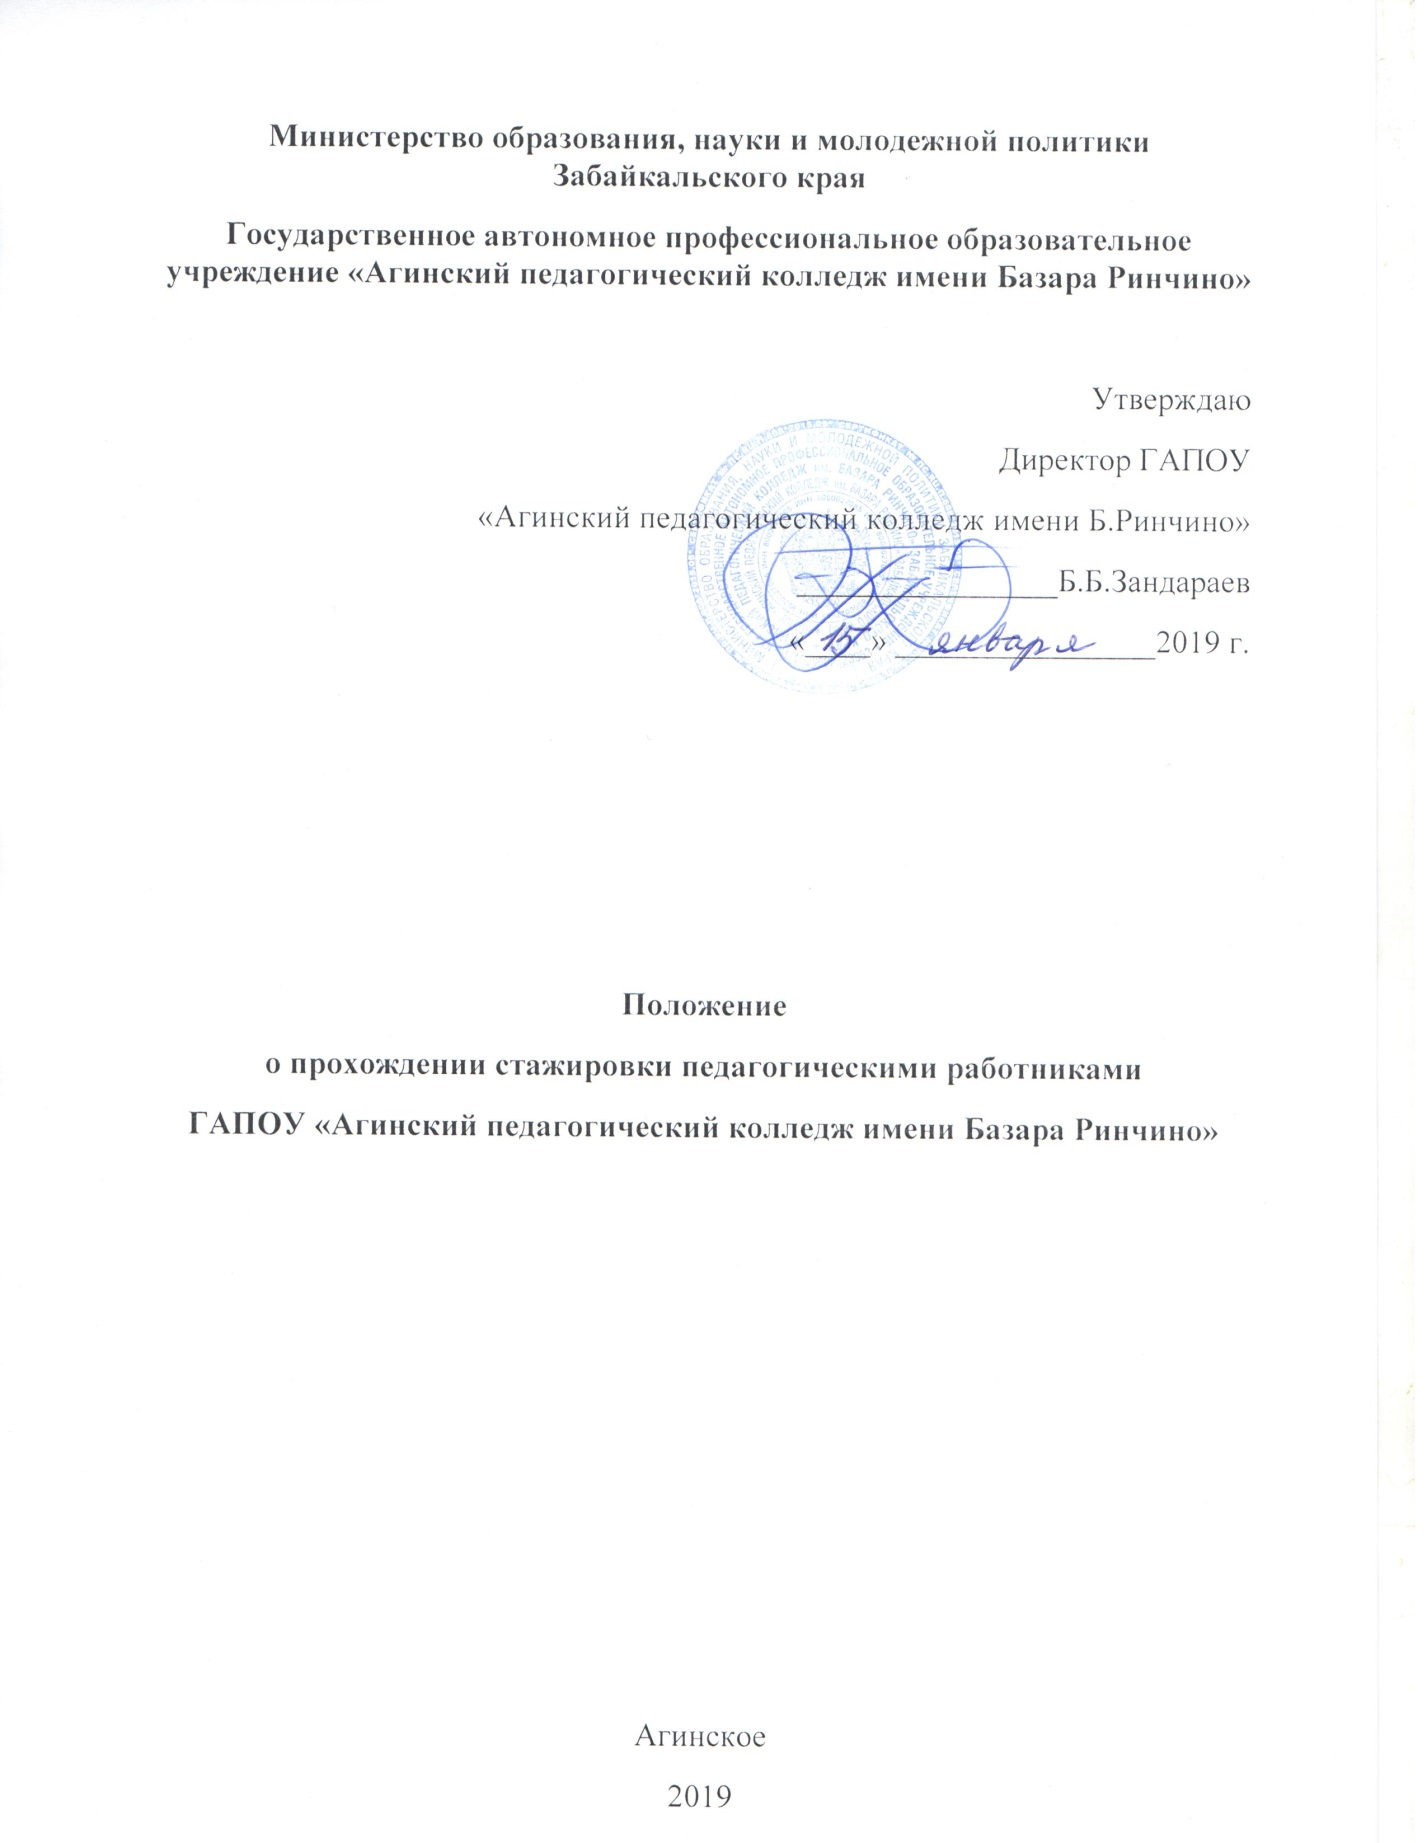 Министерство образования, науки и молодежной политики
Забайкальского края
Государственное автономное профессиональное образовательное
учреждение «Агинский педагогический колледж имени Базара Ринчино»
Утверждаю
Директор ГАПОУ
«Агинский педагогический колледж имени Б.Ринчино»
Б.Б.Зандараев
«15» января 2019 г.
Положение
о прохождении стажировки педагогическими работниками
ГАПОУ «Агинский педагогический колледж имени Базара Ринчино»
Агинское
2019